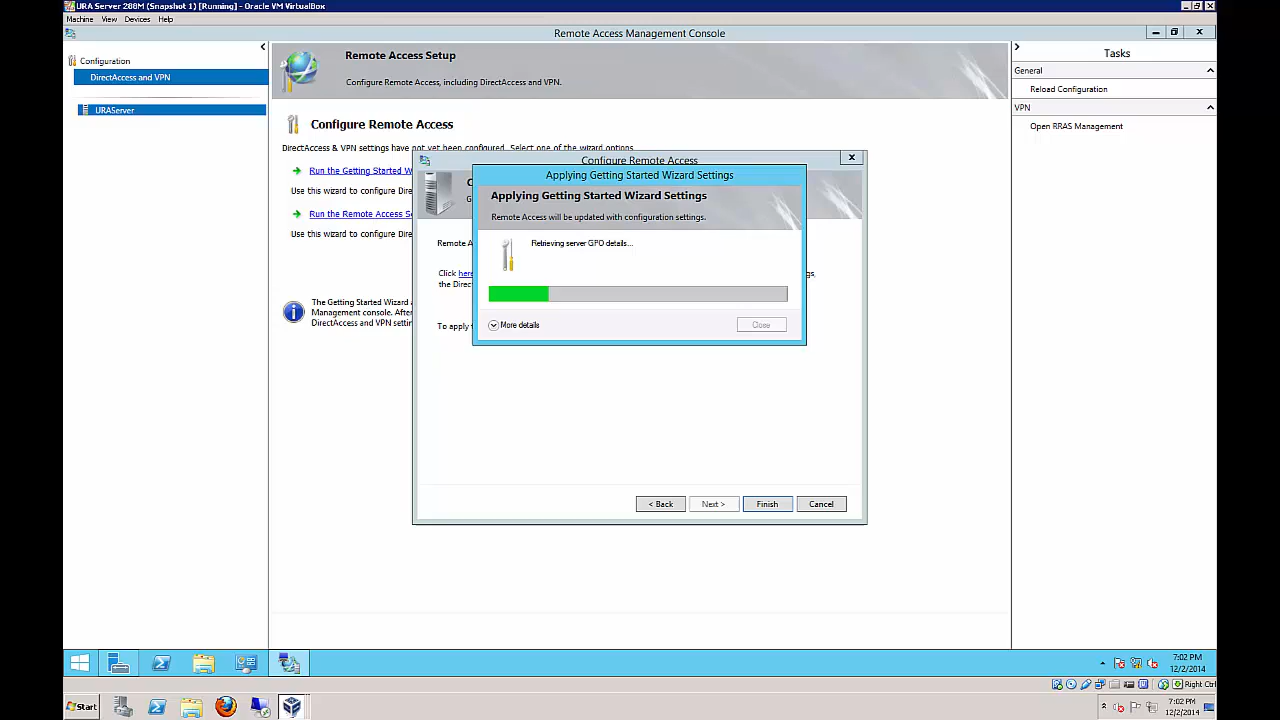 URA Server 288M (Snapshot 1) [Running] - Oracle VM VirtualBox
Machine View Devices Help
Remote Access Management Console
Configuration
DirectAccess and VPN
URAServer
Remote Access Setup
Configure Remote Access, including DirectAccess and VPN.
Configure Remote Access
DirectAccess & VPN settings have not yet been configured. Select one of the wizard options.
Run the Getting Started W
Use this wizard to configure Dire
Run the Remote Access S
Use this wizard to configure Dire
The Getting Started Wizard
Management console. After
DirectAccess and VPN settin
Configure Remote Access
Remote A
Click here
the Direc
To apply
Applying Getting Started Wizard Settings
Applying Getting Started Wizard Settings
Remote Access will be updated with configuration settings.
Retrieving server GPO details...
More details
Close
< Back Next > Finish Cancel
Tasks
General
Reload Configuration
VPN
Open RRAS Management
7:02 PM
12/2/2014
Right Ctrl
Start
7:02 PM
12/2/2014